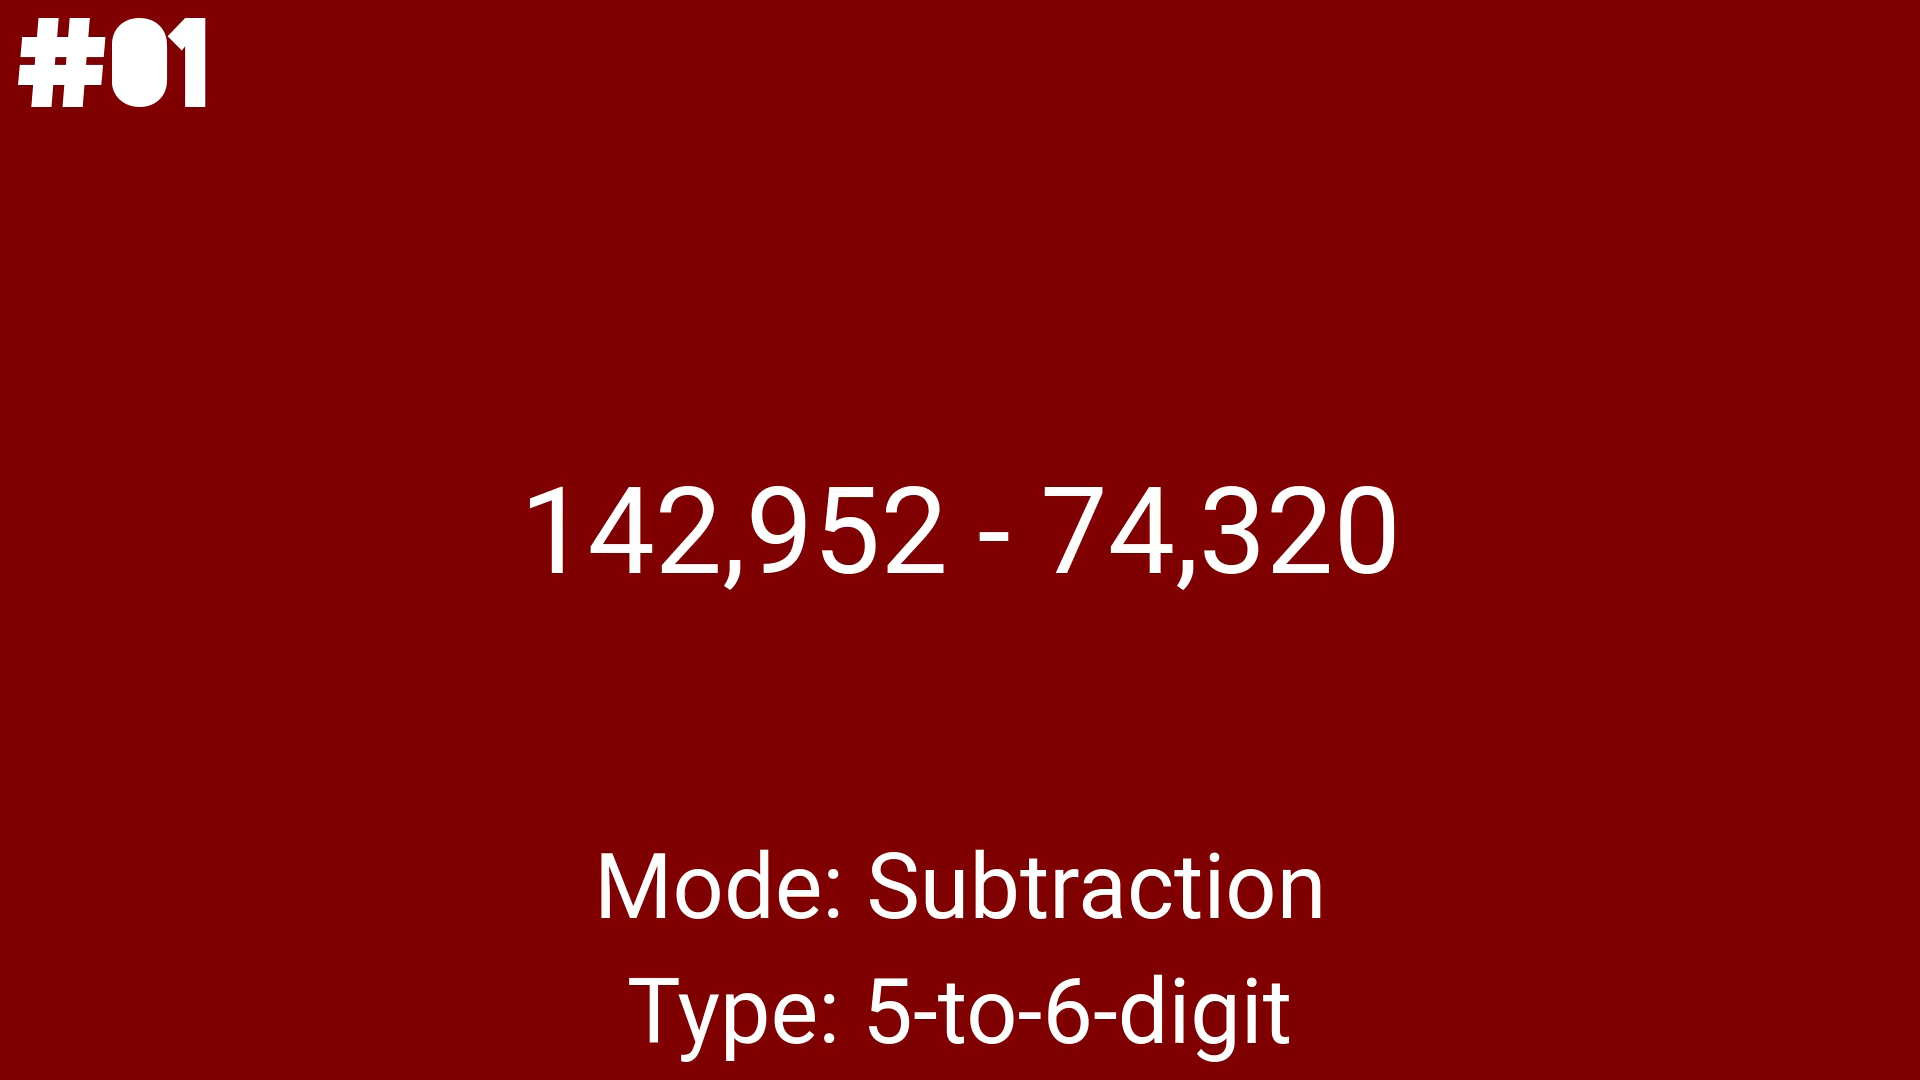 #01
142,952 - 74,320
Mode: Subtraction
Type: 5-to-6-digit